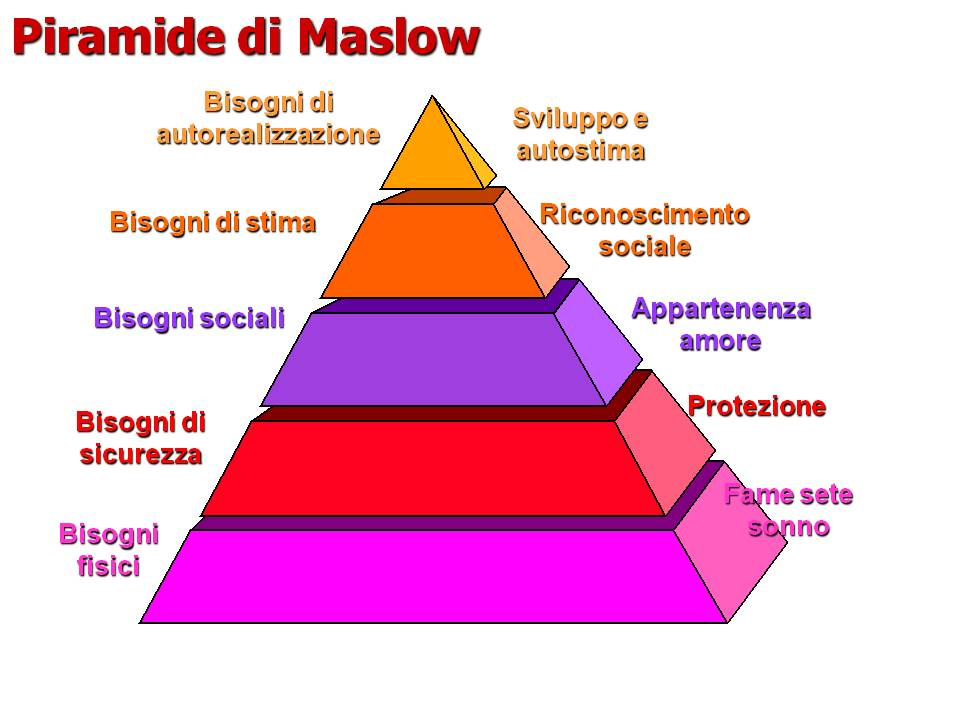 Piramide di Maslow
Bisogni di
autorealizzazione
Sviluppo e
autostima
Bisogni di stima
Riconoscimento
sociale
Bisogni sociali
Appartenenza
amore
Bisogni di
sicurezza
Protezione
Bisogni
fisici
Fame sete
sonno